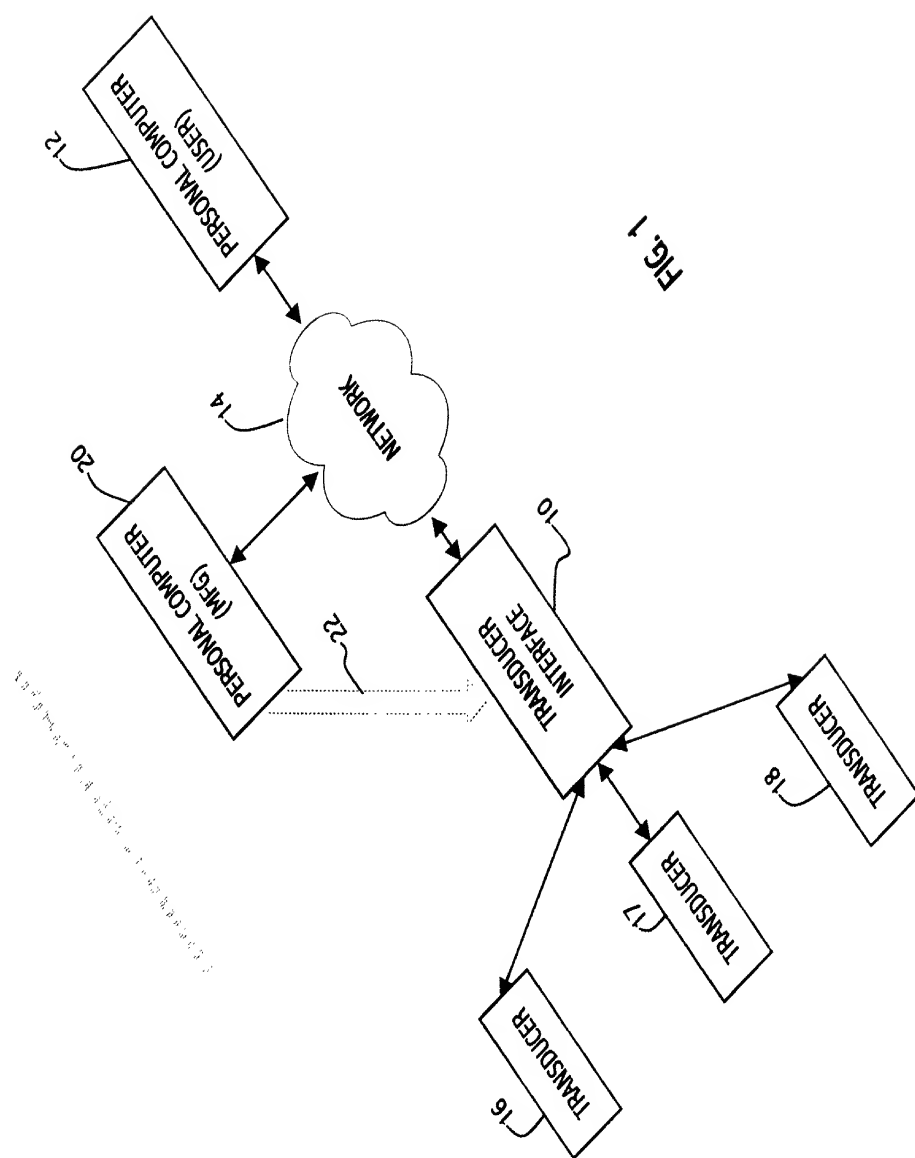 FIG. 1
PERSONAL COMPUTER
(USER)
12
NETWORK
14
PERSONAL COMPUTER
(MFG)
20
22
TRANSDUCER
INTERFACE
10
TRANSDUCER
18
TRANSDUCER
17
TRANSDUCER
16